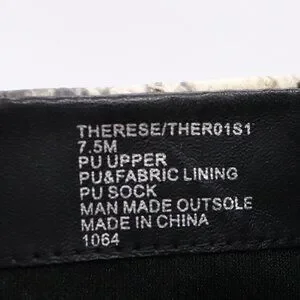 THERESE/THER01S1
7.5M
PU UPPER
PU&FABRIC LINING
PU SOCK
MAN MADE OUTSOLE
MADE IN CHINA
1064